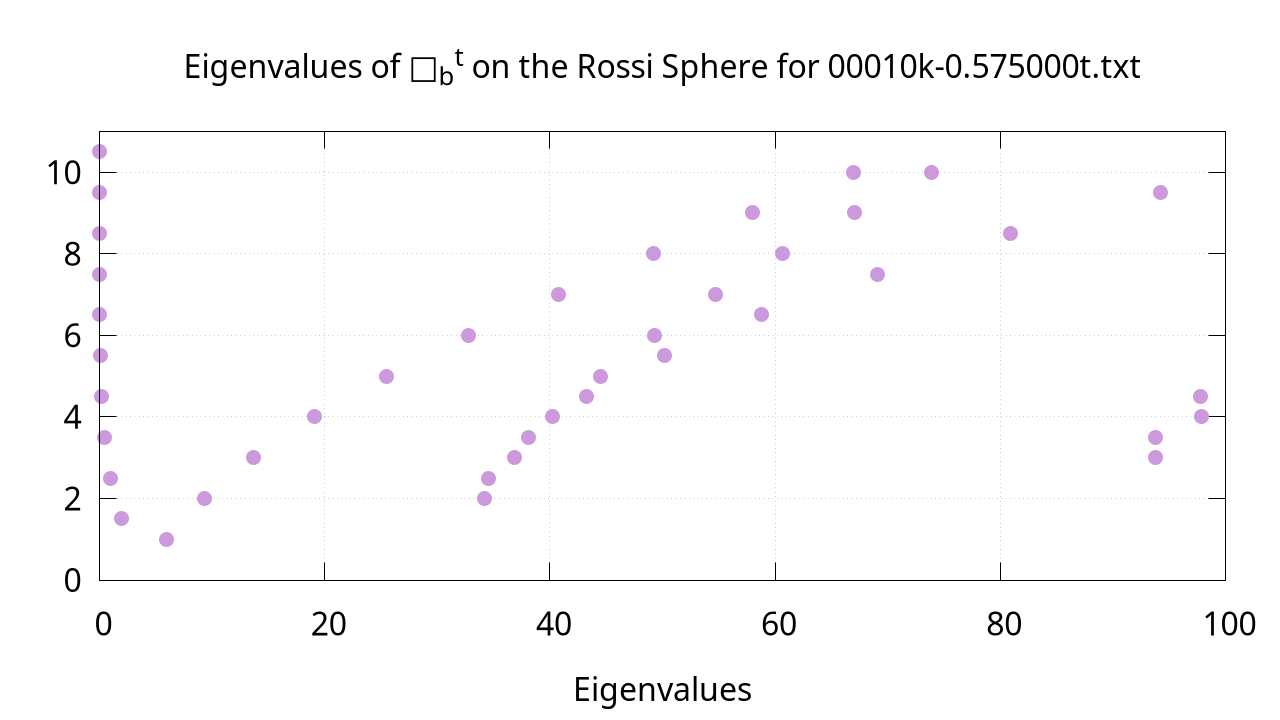 Eigenvalues of □_b^t on the Rossi Sphere for 00010k-0.575000t.txt
10
8
6
4
2
0
0 20 40 60 80 100
Eigenvalues